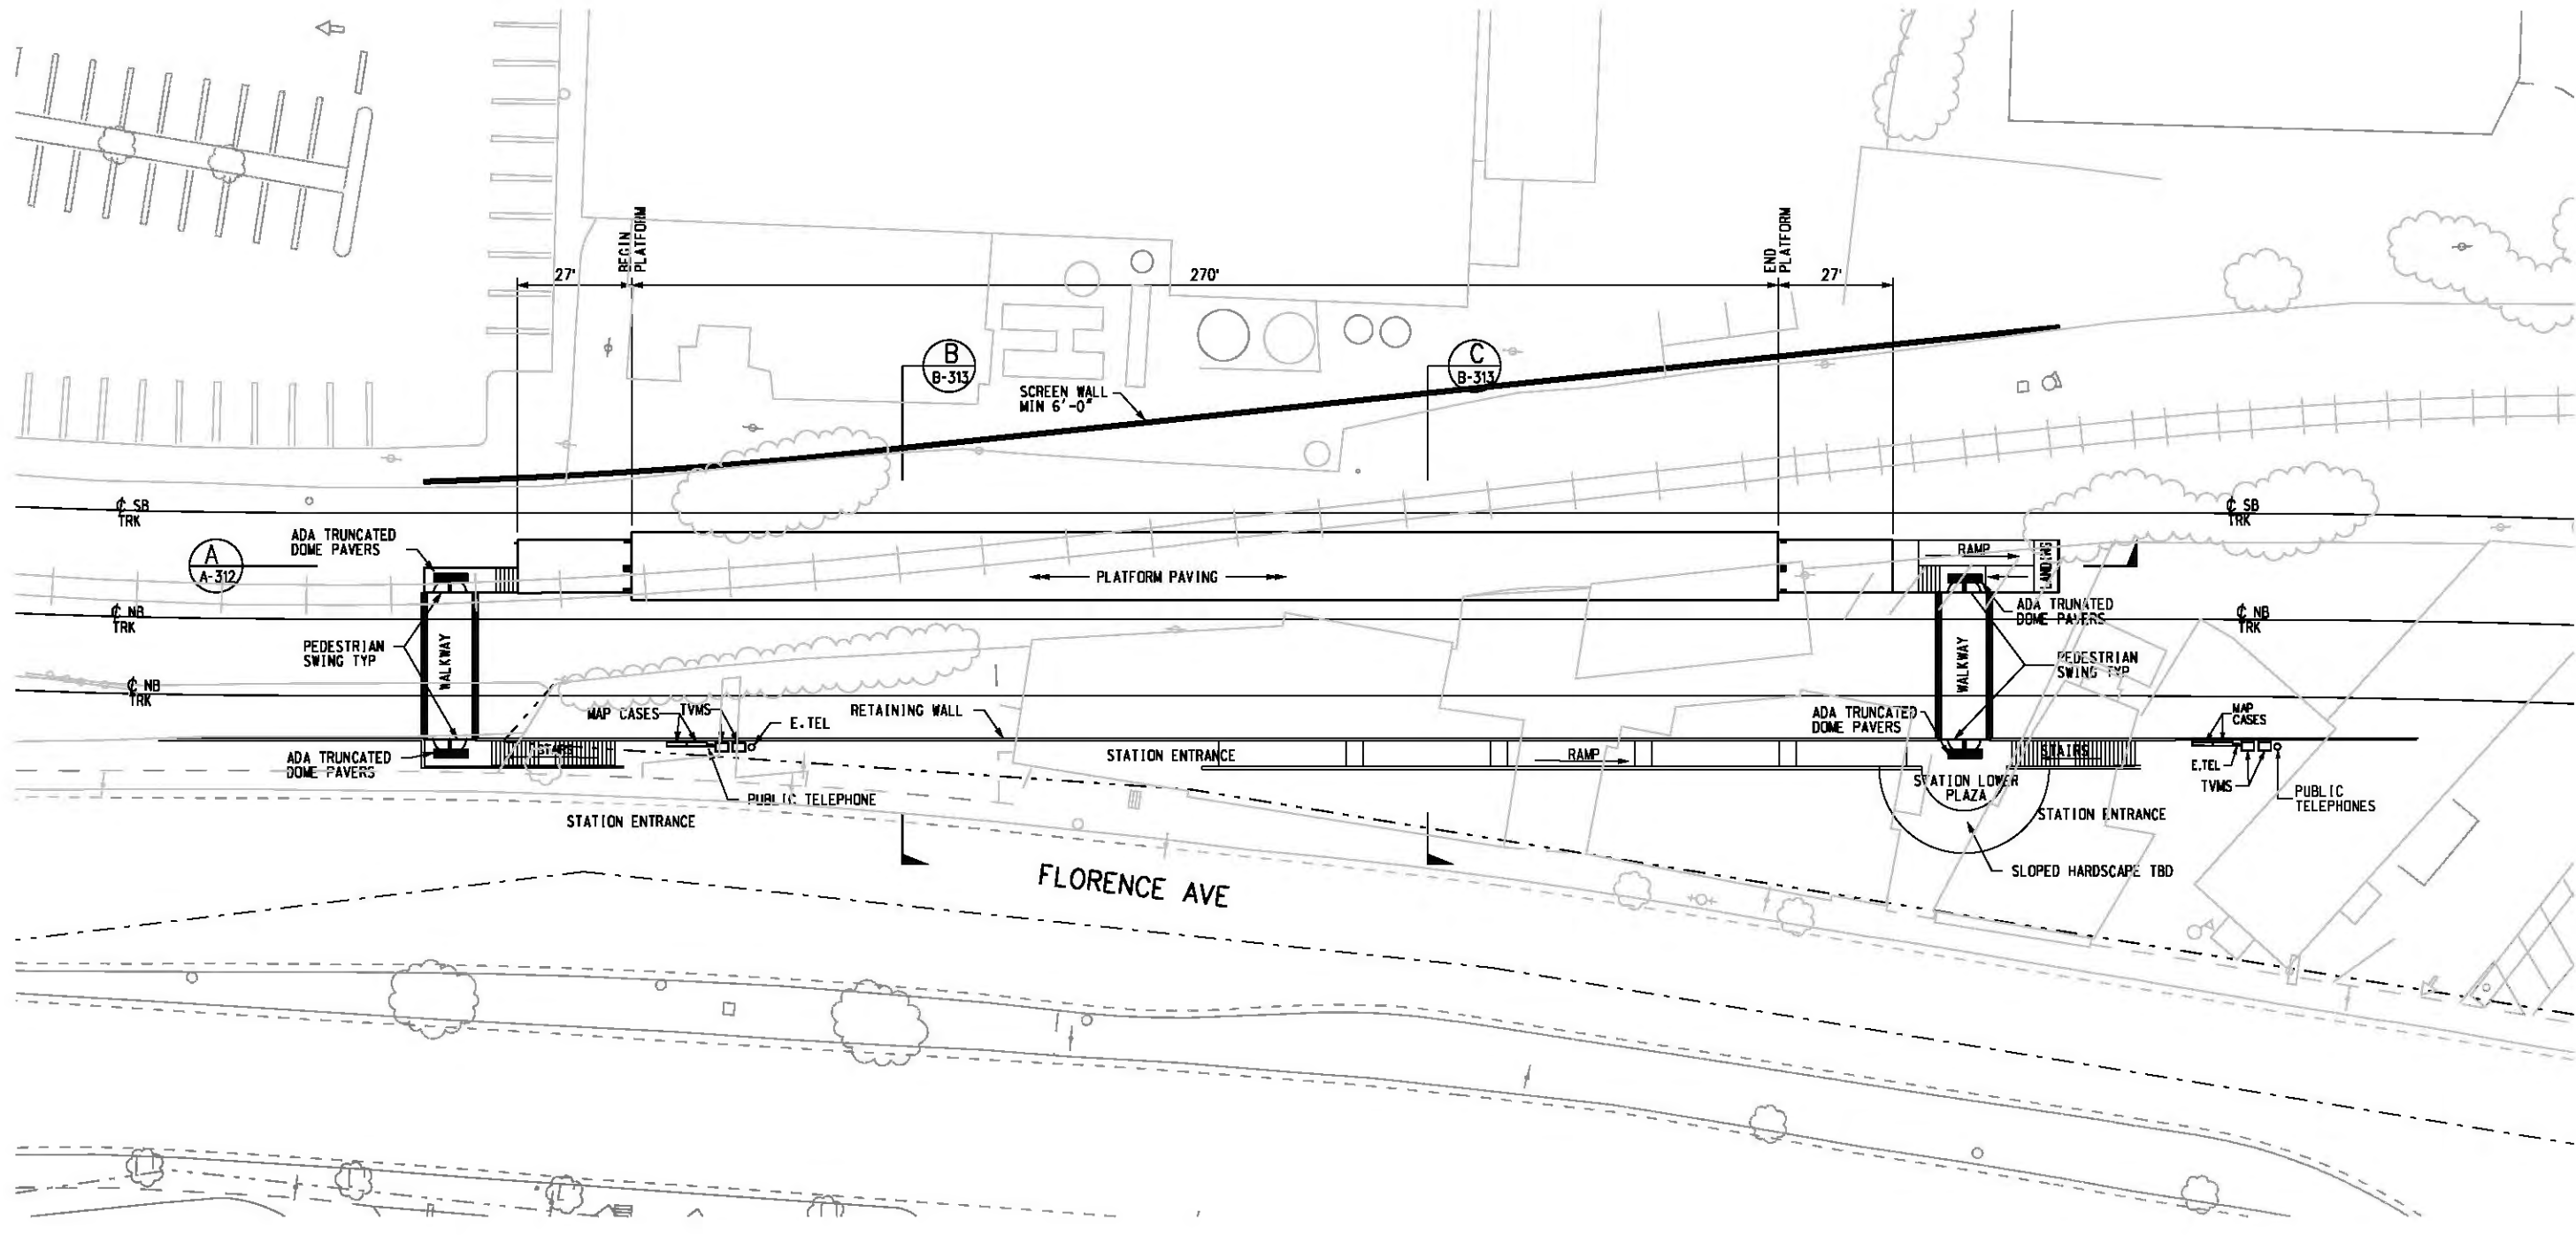 BEGIN
PLATFORM
END
PLATFORM
27'
270'
27'
B
B-313
C
B-313
SCREEN WALL
MIN 6'-0"
℄ SB
TRK
℄ SB
TRK
ADA TRUNCATED
DOME PAVERS
A
A-312
RAMP
LANDING
PLATFORM PAVING
℄ NB
TRK
ADA TRUNATED
DOME PAVERS
℄ NB
TRK
PEDESTRIAN
SWING TYP
WALKWAY
WALKWAY
PEDESTRIAN
SWING TYP
℄ NB
TRK
MAP CASES
TVMS
E.TEL
RETAINING WALL
ADA TRUNCATED
DOME PAVERS
MAP
CASES
ADA TRUNCATED
DOME PAVERS
STAIRS
STATION ENTRANCE
RAMP
STAIRS
E.TEL
TVMS
PUBLIC
TELEPHONES
STATION LOWER
PLAZA
PUBLIC TELEPHONE
STATION ENTRANCE
STATION ENTRANCE
SLOPED HARDSCAPE TBD
FLORENCE AVE